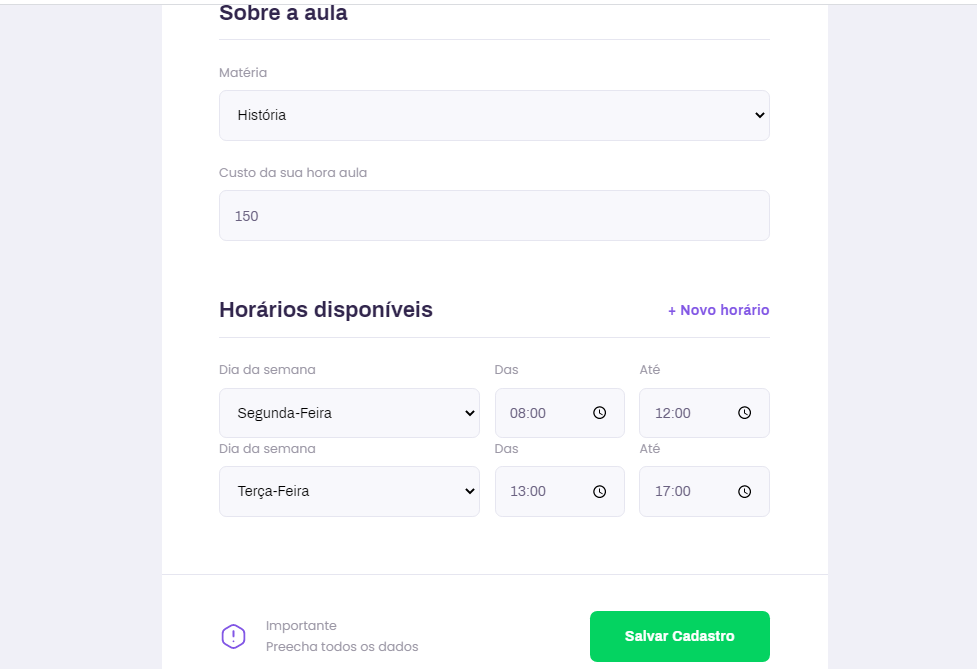 Sobre a aula
Matéria
História
Custo da sua hora aula
150
Horários disponíveis + Novo horário
Dia da semana Das Até
Segunda-Feira 08:00 12:00
Dia da semana Das Até
Terça-Feira 13:00 17:00
Importante
Preecha todos os dados
Salvar Cadastro